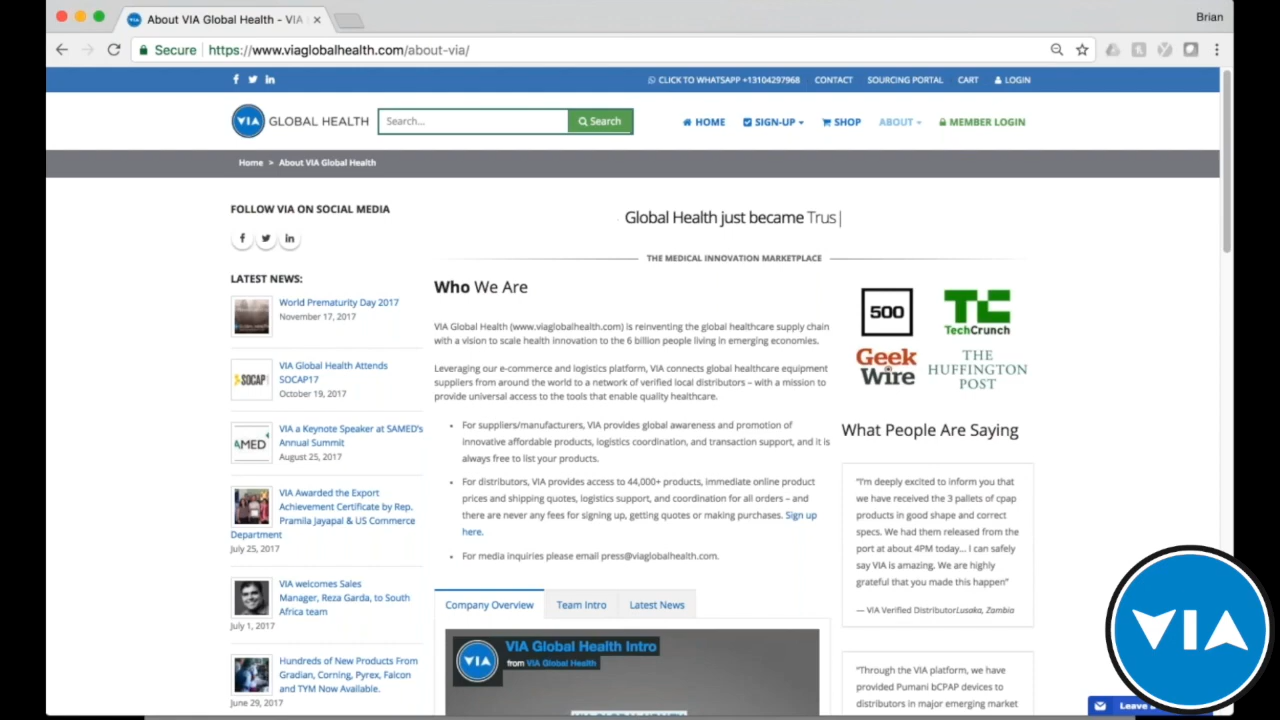 About VIA Global Health - VIA
Brian
Secure https://www.viaglobalhealth.com/about-via/
CLICK TO WHATSAPP +13104297968 CONTACT SOURCING PORTAL CART LOGIN
VIA GLOBAL HEALTH
Search...
Search
HOME SIGN-UP SHOP ABOUT MEMBER LOGIN
Home > About VIA Global Health
FOLLOW VIA ON SOCIAL MEDIA
LATEST NEWS:
World Prematurity Day 2017
November 17, 2017
SOCAP
VIA Global Health Attends
SOCAP17
October 19, 2017
AMED
VIA a Keynote Speaker at SAMED's
Annual Summit
August 25, 2017
VIA Awarded the Export
Achievement Certificate by Rep.
Pramila Jayapal & US Commerce
Department
July 25, 2017
VIA welcomes Sales
Manager, Reza Garda, to South
Africa team
July 1, 2017
Hundreds of New Products From
Gradian, Corning, Pyrex, Falcon
and TYM Now Available.
June 29, 2017
Global Health just became Trus|
THE MEDICAL INNOVATION MARKETPLACE
Who We Are
VIA Global Health (www.viaglobalhealth.com) is reinventing the global healthcare supply chain
with a vision to scale health innovation to the 6 billion people living in emerging economies.
Leveraging our e-commerce and logistics platform, VIA connects global healthcare equipment
suppliers from around the world to a network of verified local distributors – with a mission to
provide universal access to the tools that enable quality healthcare.
• For suppliers/manufacturers, VIA provides global awareness and promotion of
innovative affordable products, logistics coordination, and transaction support, and it is
always free to list your products.
• For distributors, VIA provides access to 44,000+ products, immediate online product
prices and shipping quotes, logistics support, and coordination for all orders – and
there are never any fees for signing up, getting quotes or making purchases. Sign up
here.
• For media inquiries please email press@viaglobalhealth.com.
Company Overview Team Intro Latest News
VIA
VIA Global Health Intro
from VIA Global Health
VIA GLOBAL HEALTH
500
TC
TechCrunch
Geek
Wire
THE
HUFFINGTON
POST
What People Are Saying
"I'm deeply excited to inform you that
we have received the 3 pallets of cpap
products in good shape and correct
specs. We had them released from the
port at about 4PM today... I can safely
say VIA is amazing. We are highly
grateful that you made this happen"
— VIA Verified DistributorLusaka, Zambia
"Through the VIA platform, we have
provided Pumani bCPAP devices to
distributors in major emerging market
Leave
VIA